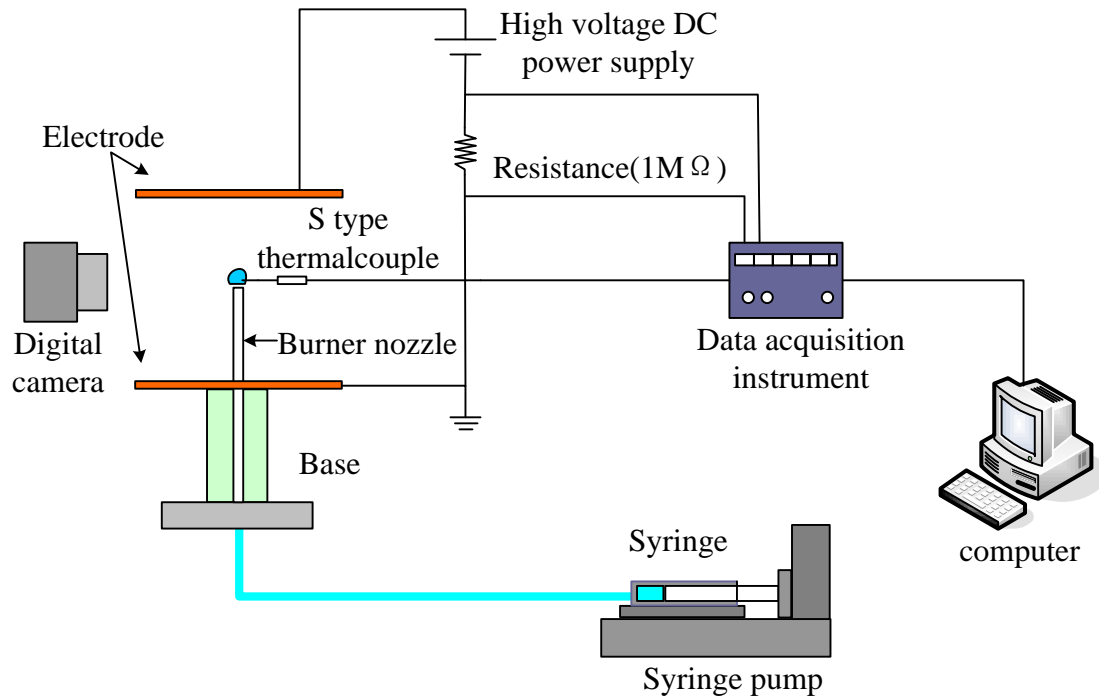 High voltage DC
power supply
Electrode
Resistance(1MΩ)
S type
thermalcouple
Digital
camera
Burner nozzle
Data acquisition
instrument
Base
Syringe
computer
Syringe pump